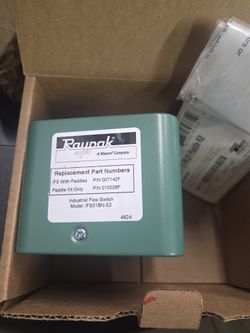 Raypak
A Rheem® Company
Replacement Part Numbers
IFS With Paddles P/N 007142F
Paddle Kit Only P/N 010026F
Industrial Flow Switch
Model: IFS01BN-S2
4624